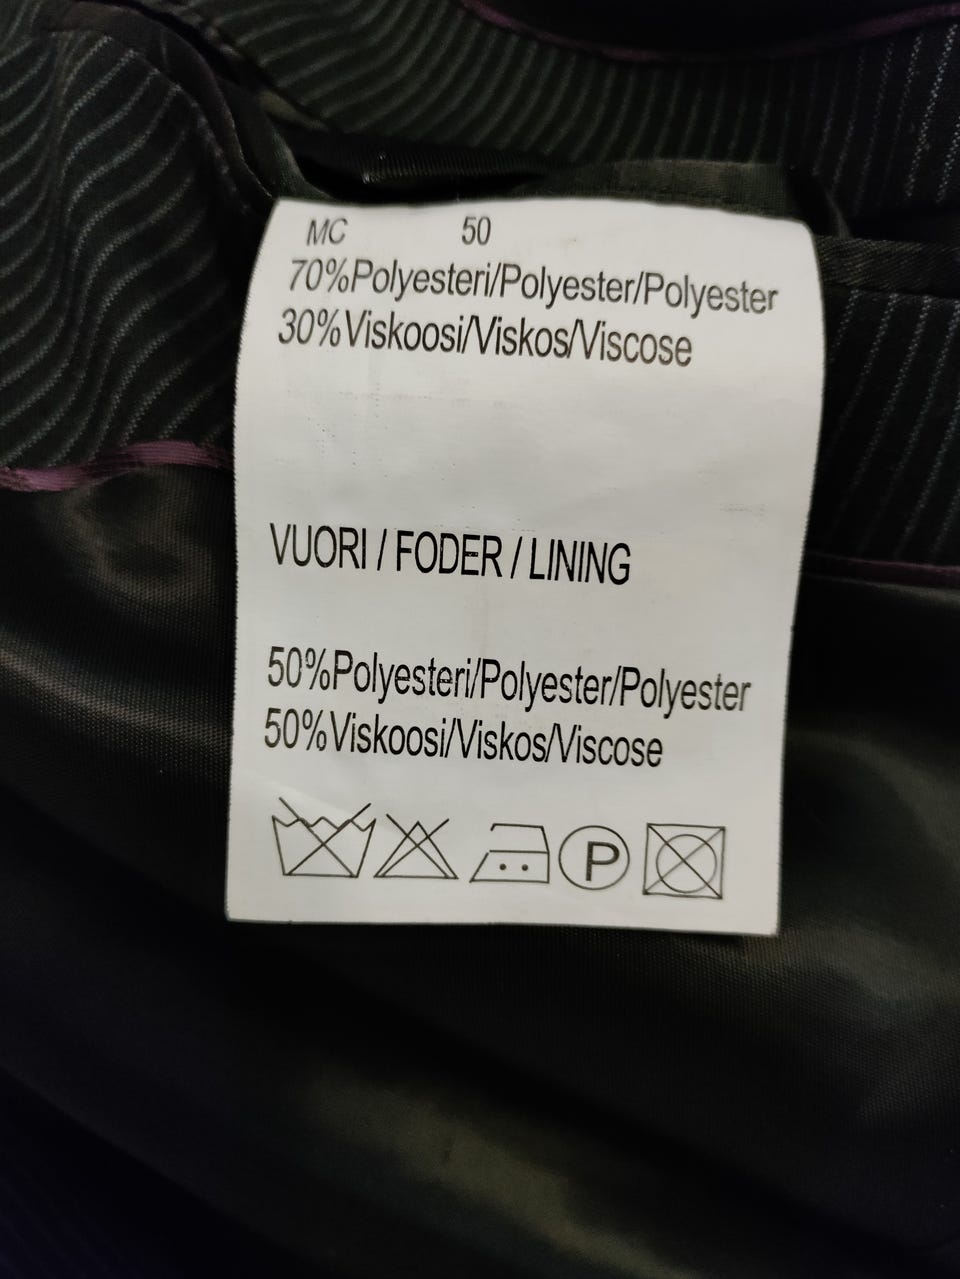 MC 50
70%Polyesteri/Polyester/Polyester
30%Viskoosi/Viskos/Viscose
VUORI / FODER / LINING
50%Polyesteri/Polyester/Polyester
50%Viskoosi/Viskos/Viscose
P